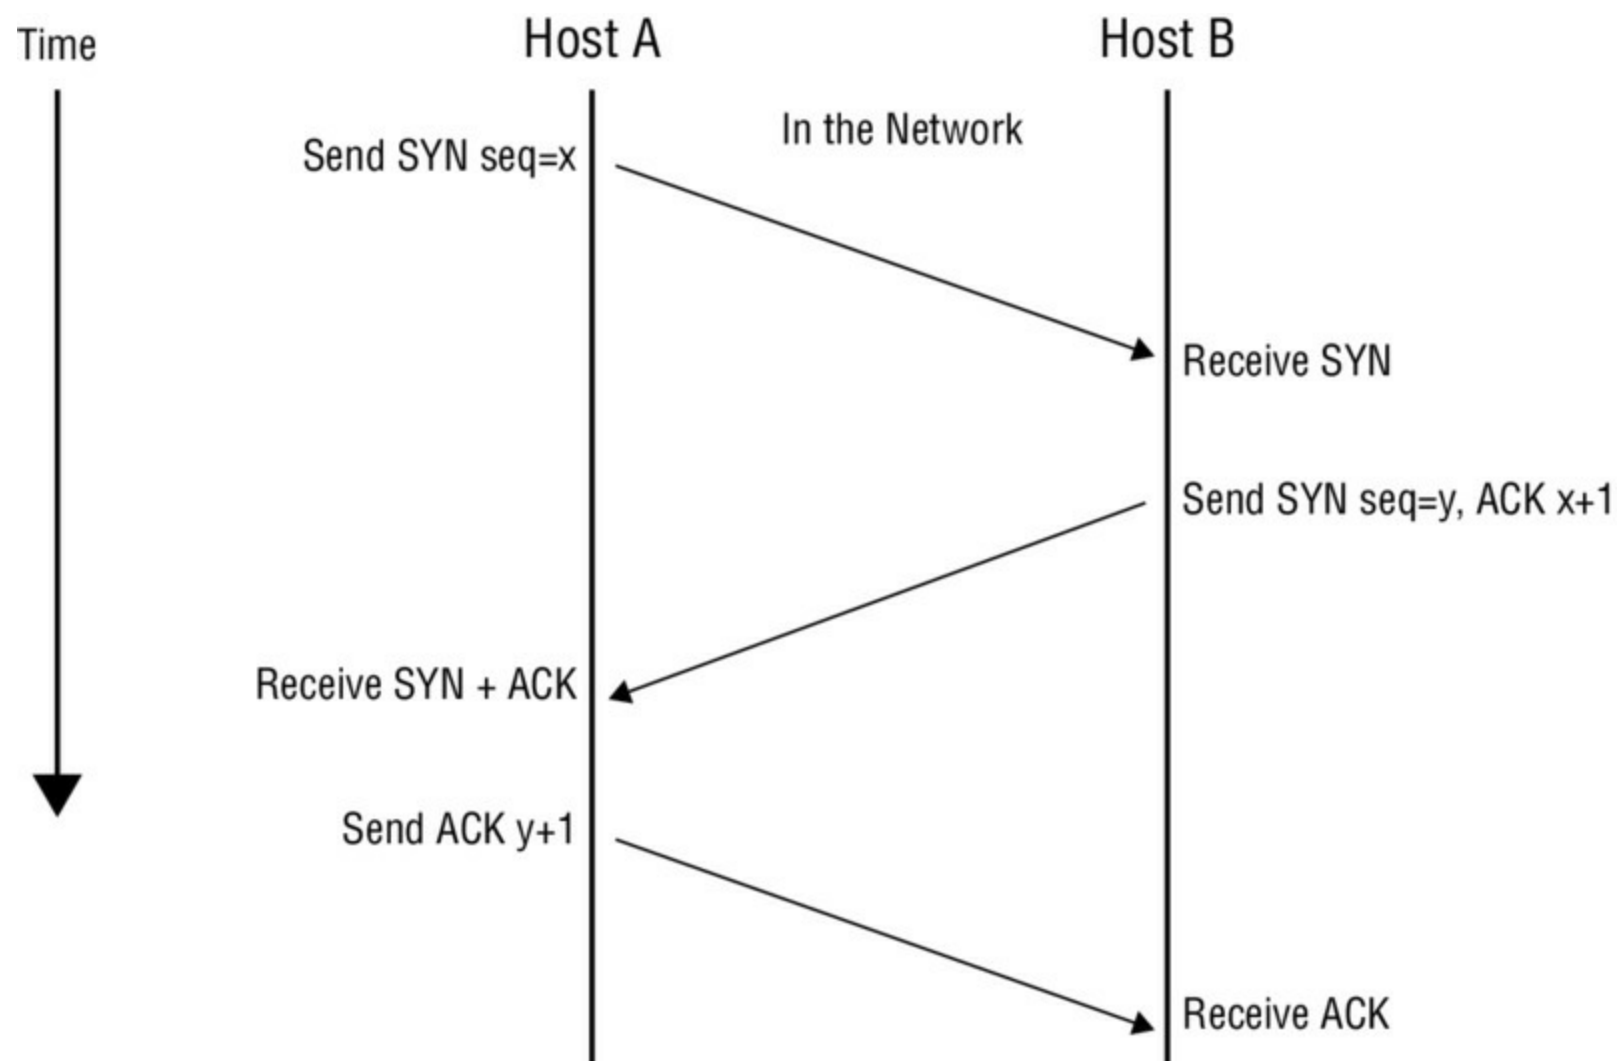 Time
Host A
Host B
In the Network
Send SYN seq=x
Receive SYN
Send SYN seq=y, ACK x+1
Receive SYN + ACK
Send ACK y+1
Receive ACK